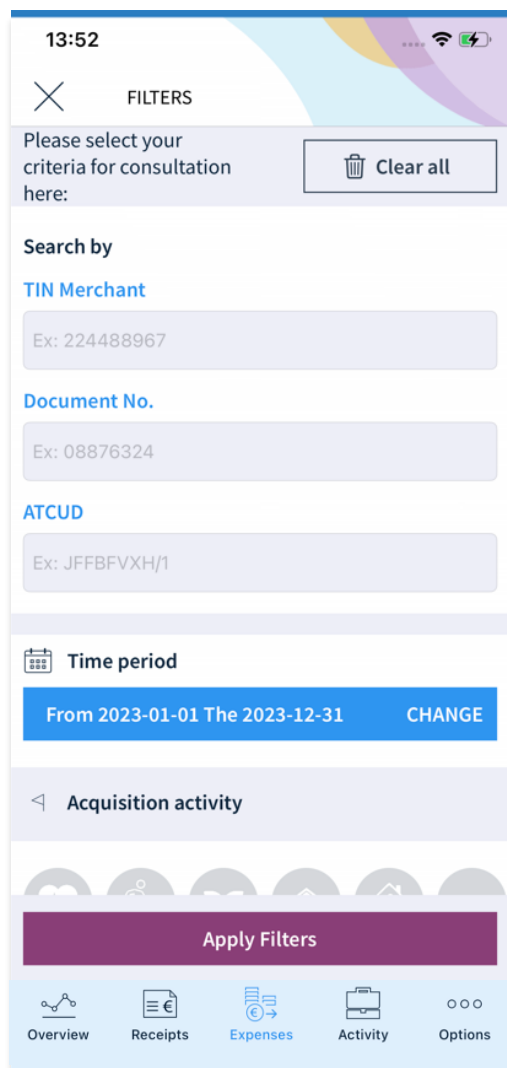 13:52
FILTERS
Please select your
criteria for consultation
here:
Clear all
Search by
TIN Merchant
Ex: 224488967
Document No.
Ex: 08876324
ATCUD
Ex: JFFBFVXH/1
Time period
From 2023-01-01 The 2023-12-31 CHANGE
Acquisition activity
Apply Filters
Overview Receipts Expenses Activity Options